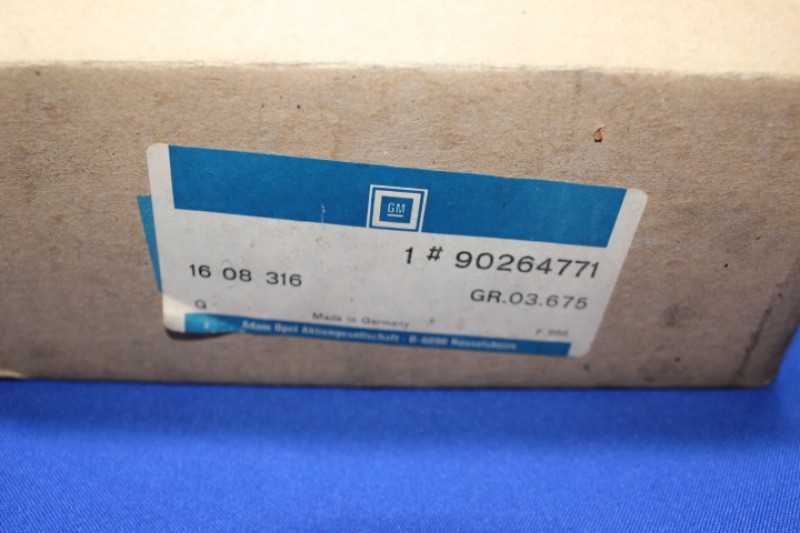 GM
1 # 90264771
16 08 316
GR.03.675
G
Made in Germany
Adam Opel Aktiengesellschaft · D-6090 Rüsselsheim